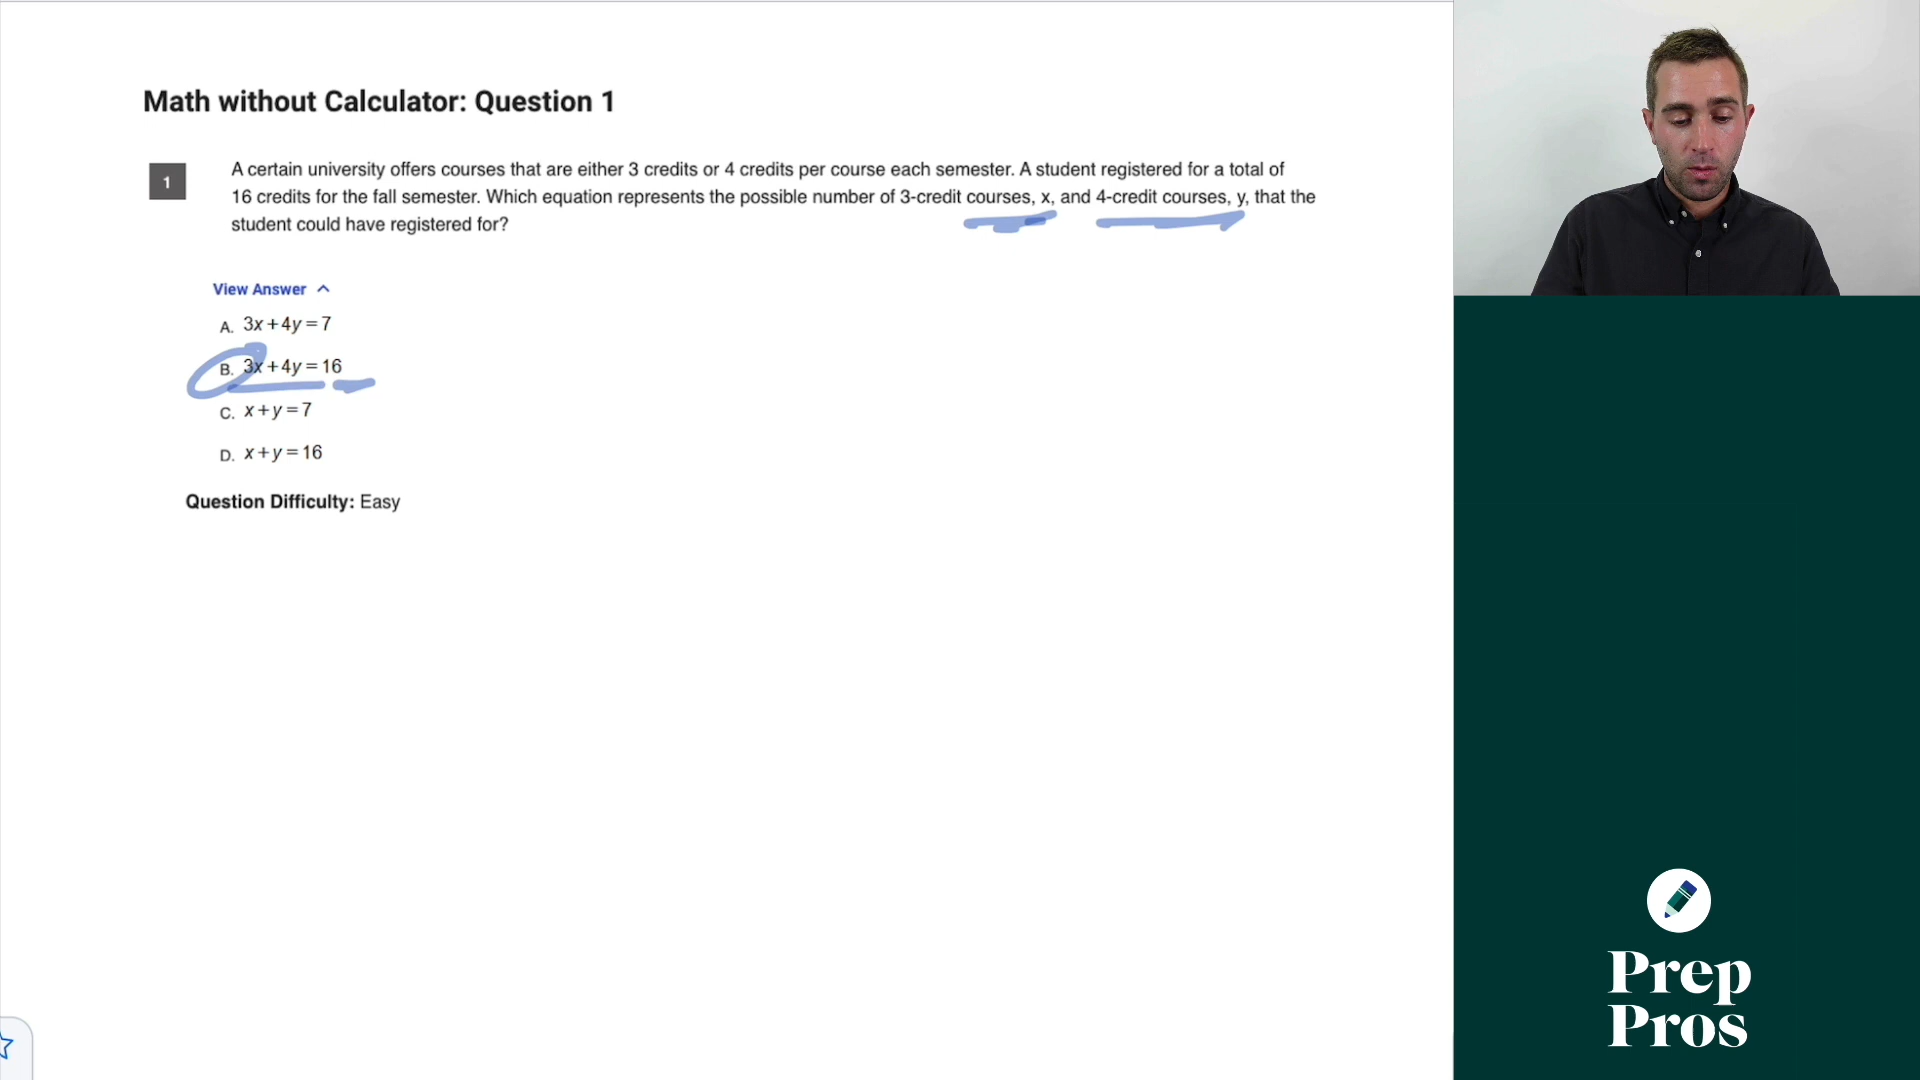 Math without Calculator: Question 1
1
A certain university offers courses that are either 3 credits or 4 credits per course each semester. A student registered for a total of
16 credits for the fall semester. Which equation represents the possible number of 3-credit courses, x, and 4-credit courses, y, that the
student could have registered for?
View Answer
A. 3x+4y=7
B. 3x+4y=16
C. x+y=7
D. x+y=16
Question Difficulty: Easy
Prep
Pros